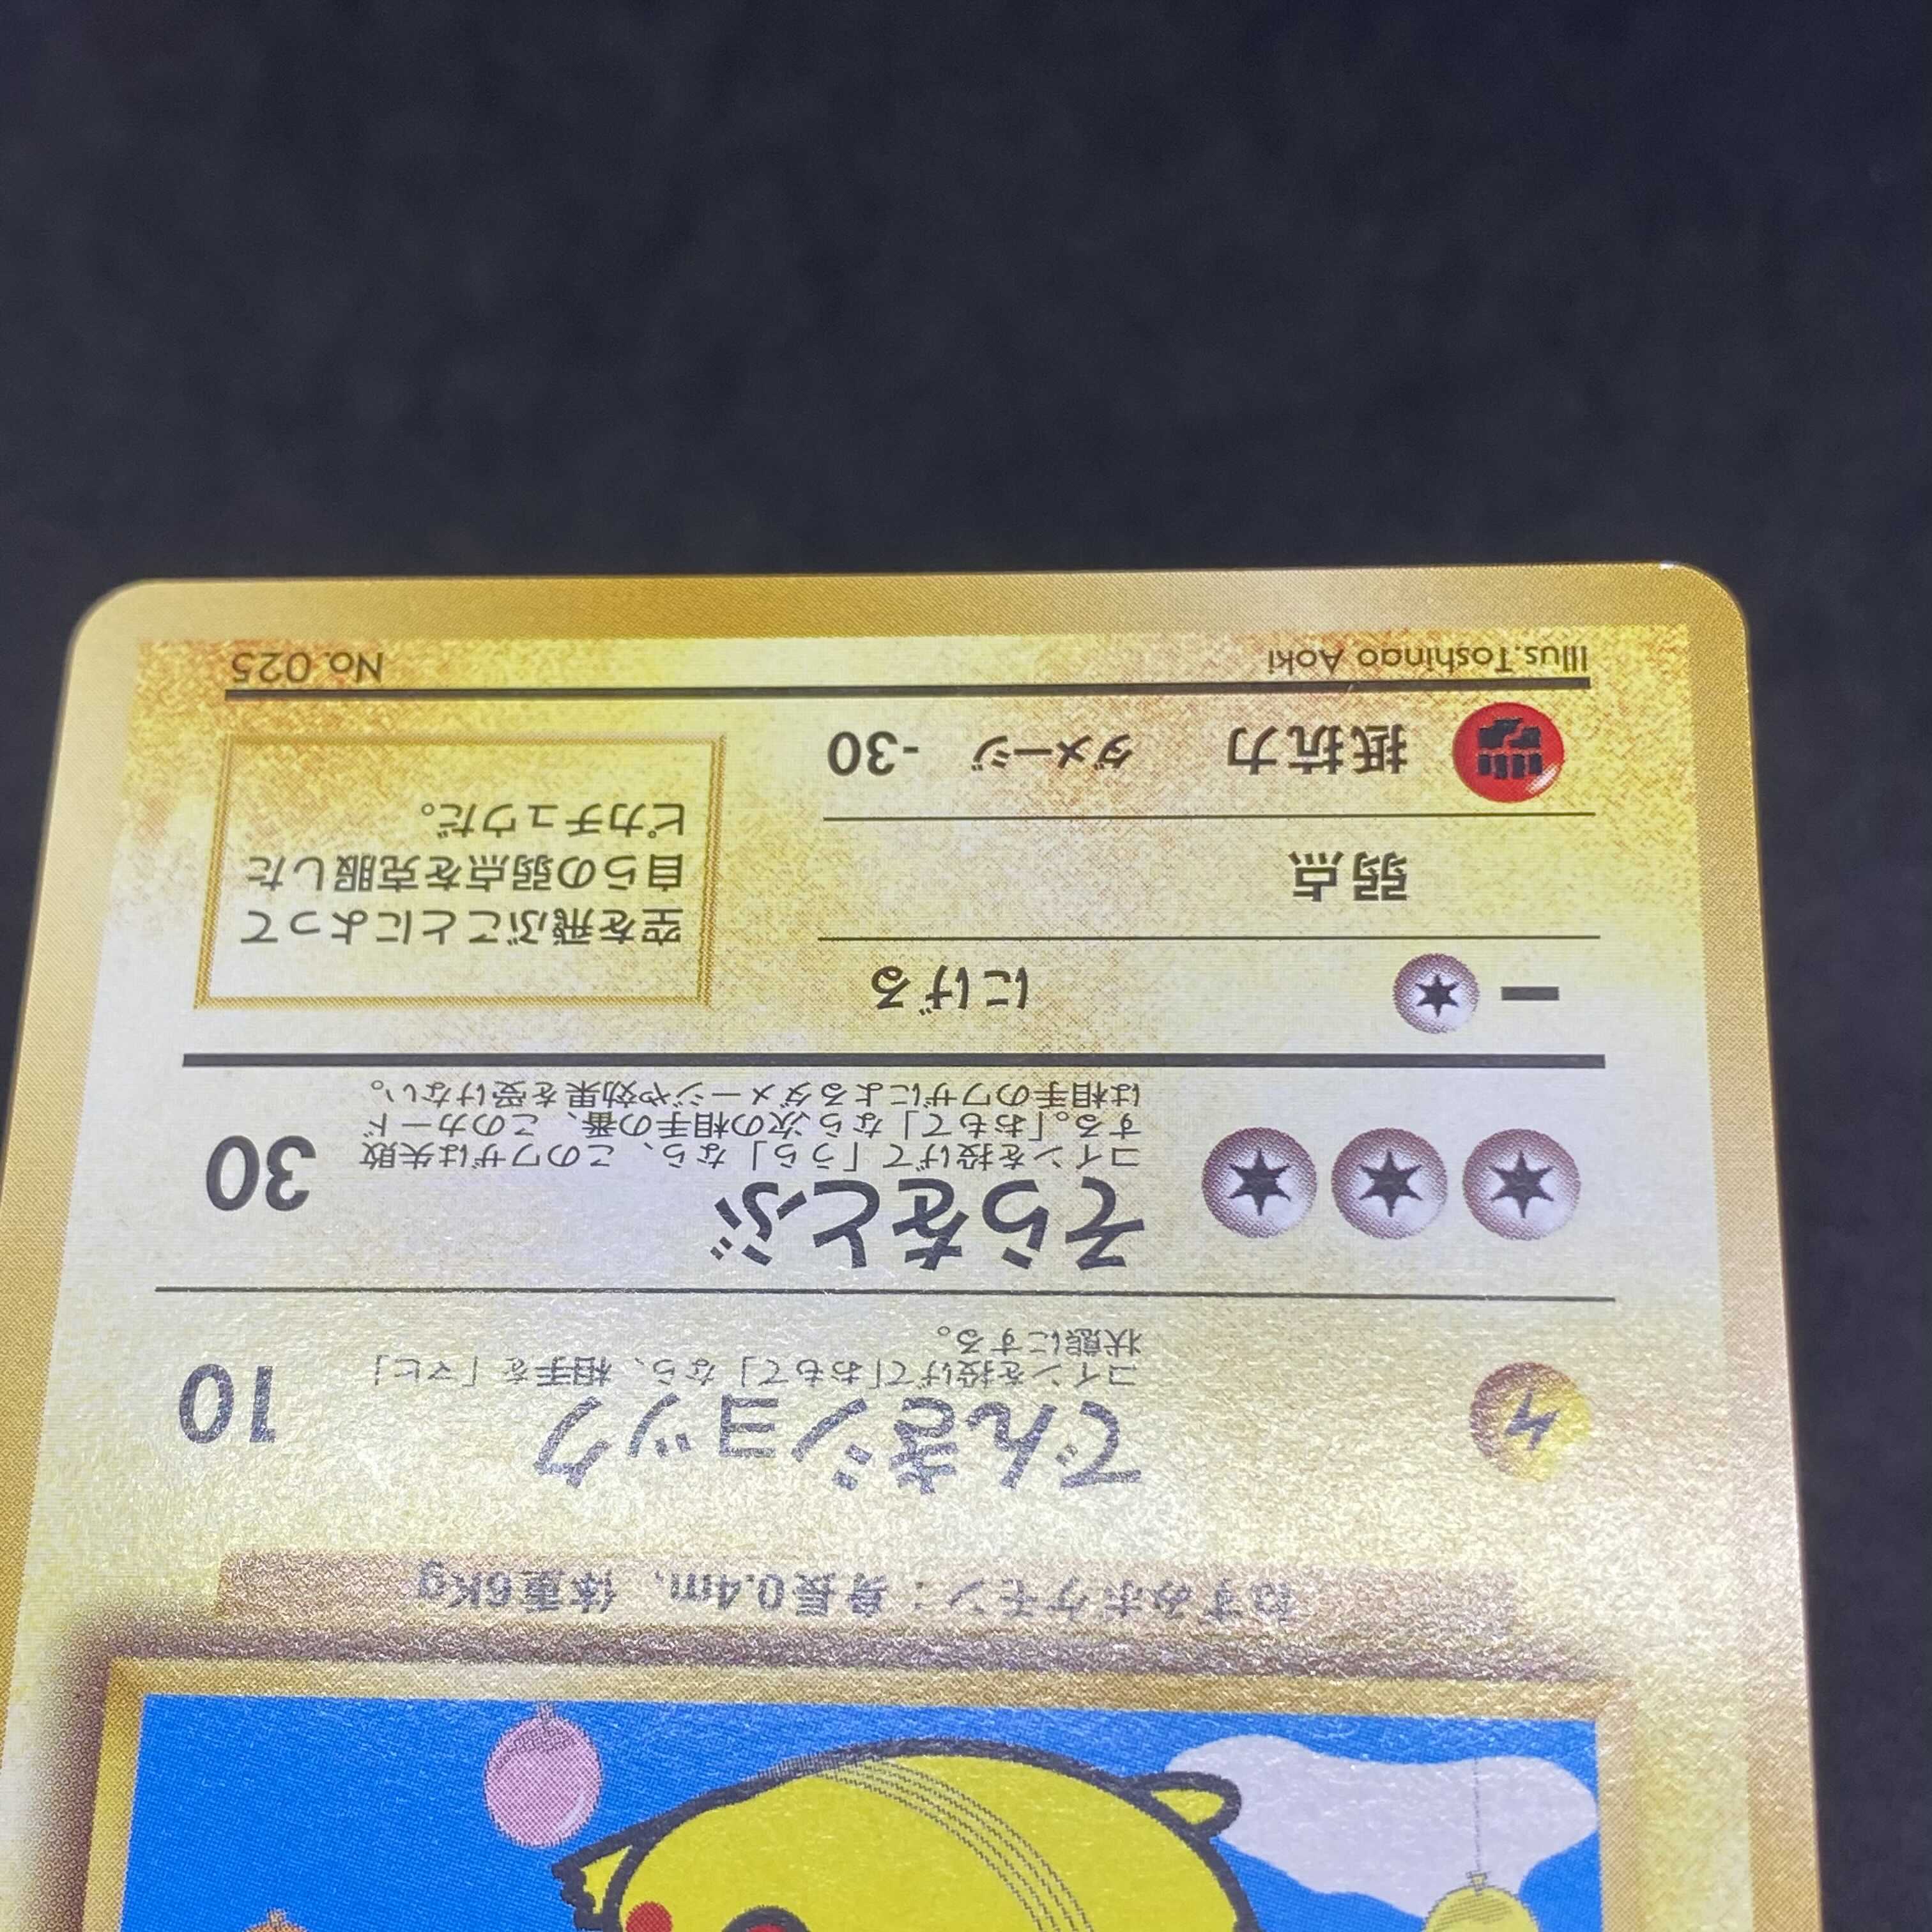 ねずみポケモン：身長0.4m、体重6Kg
でんきショック 10
コインを投げて「おもて」なら、相手を「マヒ」
状態にする。
そらをとぶ 30
コインを投げて「うら」なら、このワザは失敗
する。「おもて」なら次の相手の番、このカード
は相手のワザによるダメージや効果を受けない。
にげる
弱点
抵抗力 ダメージ -30
空を飛ぶことによって
自らの弱点を克服した
ピカチュウだ。
Illus.Toshinao Aoki No. 025